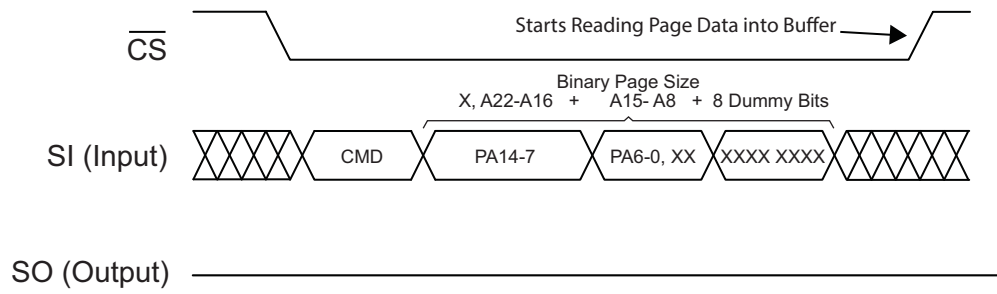 Starts Reading Page Data into Buffer
CS
Binary Page Size
X, A22-A16 + A15- A8 + 8 Dummy Bits
SI (Input)
CMD
PA14-7
PA6-0, XX
XXXX XXXX
SO (Output)